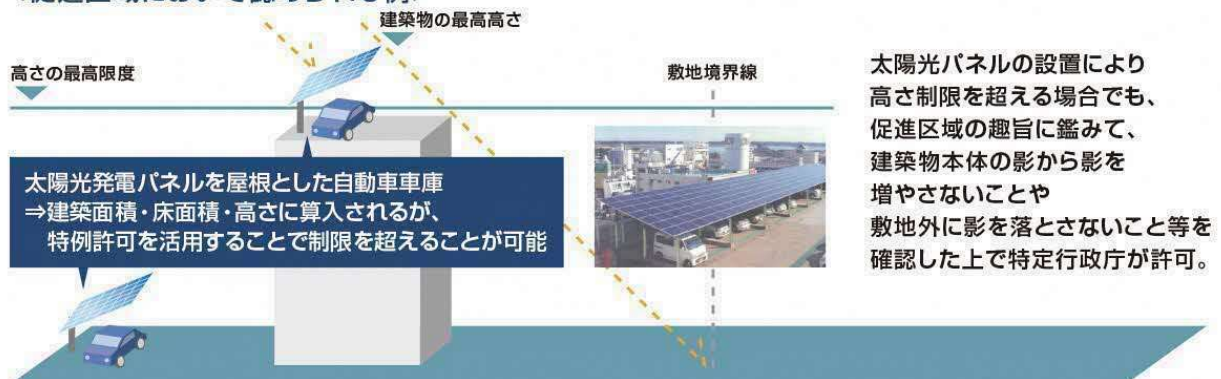 建築物の最高高さ
高さの最高限度
敷地境界線
太陽光パネルの設置により
高さ制限を超える場合でも、
促進区域の趣旨に鑑みて、
建築物本体の影から影を
増やさないことや
敷地外に影を落とさないこと等を
確認した上で特定行政庁が許可。
太陽光発電パネルを屋根とした自動車車庫
⇒建築面積・床面積・高さに算入されるが、
特例許可を活用することで制限を超えることが可能